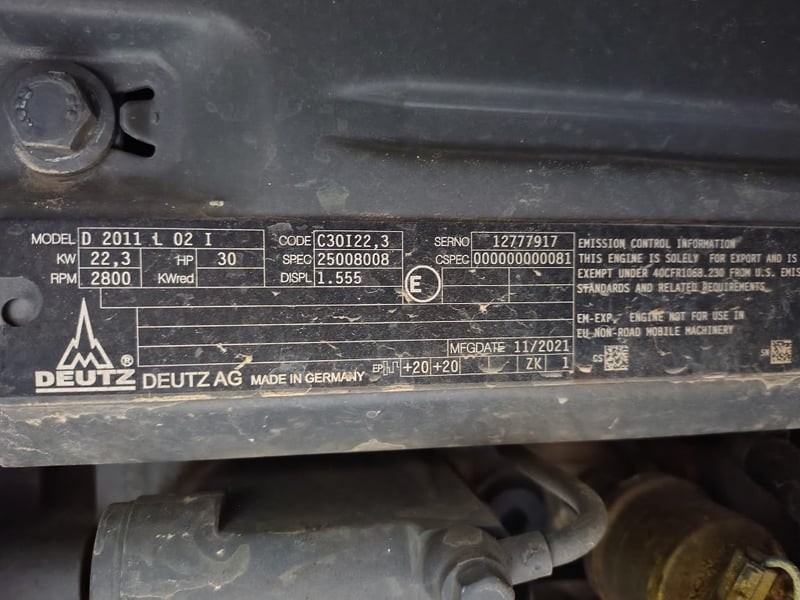 MODEL D 2011 L 02 I CODE C30I22,3 SERNO 12777917
KW 22,3 HP 30 SPEC 25008008 CSPEC 000000000081
RPM 2800 KWred DISPL 1.555 E
EMISSION CONTROL INFORMATION
THIS ENGINE IS SOLELY FOR EXPORT AND IS
EXEMPT UNDER 40CFR1068.230 FROM U.S. EMIS
STANDARDS AND RELATED REQUIREMENTS.
EM-EXP. ENGINE NOT FOR USE IN
EU-NON-ROAD MOBILE MACHINERY
MFGDATE 11/2021
GS SN
DEUTZ ® DEUTZ AG MADE IN GERMANY EP +20 +20 ZK 1